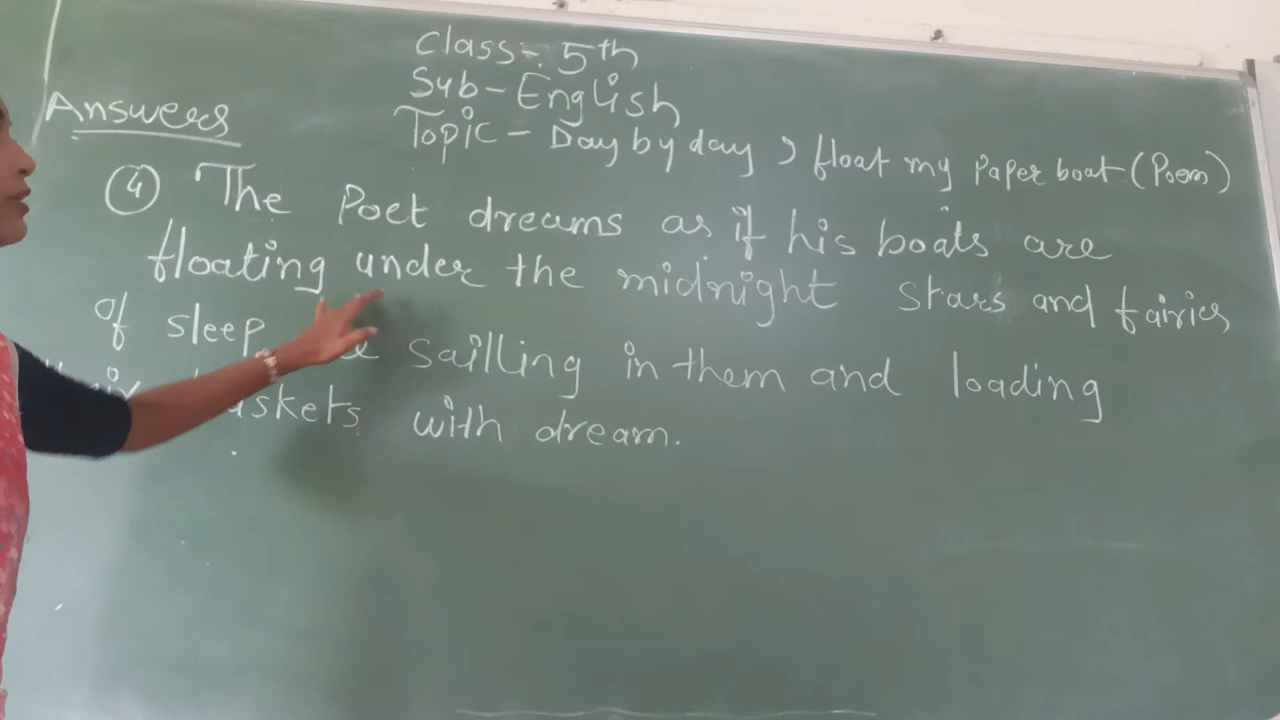 Class:- 5th
Sub - English
Topic - Day by day I float my Paper boat (Poem)
Answers
④ The Poet dreams as if his boats are
floating under the midnight stars and fairies
of sleep sailling in them and loading
with dream.